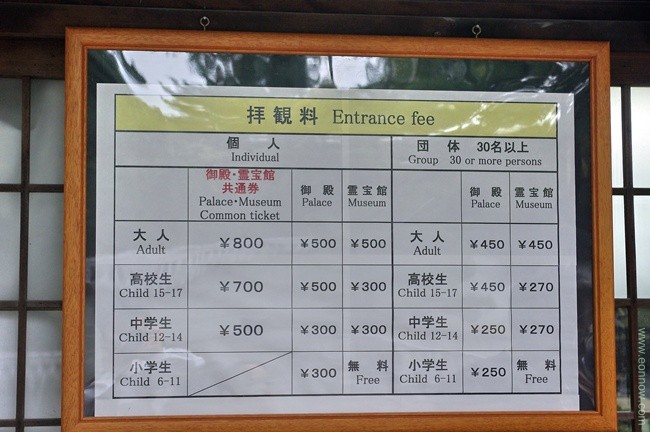 拝観料 Entrance fee
個人
Individual
団体 30名以上
Group 30 or more persons
御殿・霊宝館
共通券
Palace・Museum
Common ticket
御殿
Palace
霊宝館
Museum
御殿
Palace
霊宝館
Museum
大人
Adult
¥800
¥500
¥500
大人
Adult
¥450
¥450
高校生
Child 15-17
¥700
¥500
¥300
高校生
Child 15-17
¥450
¥270
中学生
Child 12-14
¥500
¥300
¥300
中学生
Child 12-14
¥250
¥270
小学生
Child 6-11
¥300
無料
Free
小学生
Child 6-11
¥250
無料
Free
www.eonnow.com